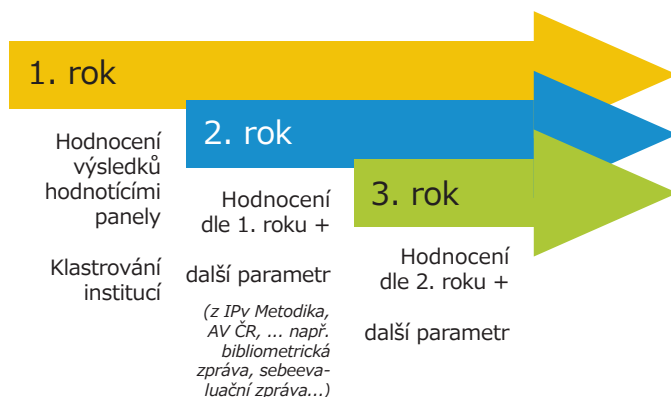 1. rok
Hodnocení
výsledků
hodnotícími
panely
Klastrování
institucí
2. rok
Hodnocení
dle 1. roku +
další parametr
(z IPv Metodika,
AV ČR, ... např.
bibliometrická
zpráva, sebeeva-
luační zpráva...)
3. rok
Hodnocení
dle 2. roku +
další parametr